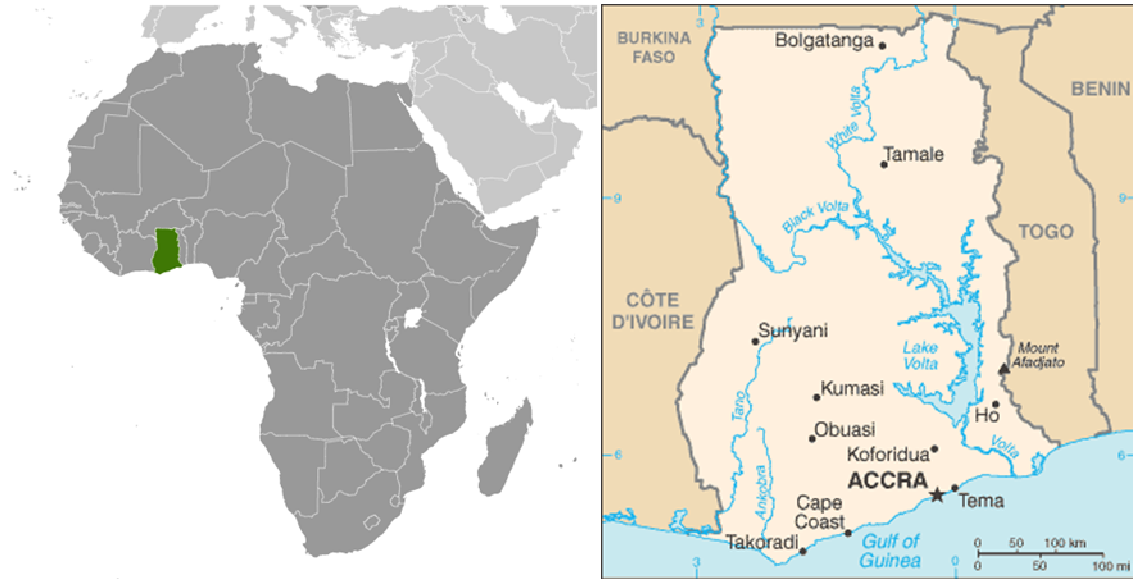 3
0
BURKINA
FASO
Bolgatanga
BENIN
White Volta
Tamale
9
9
Black Volta
TOGO
CÔTE
D'IVOIRE
Sunyani
Lake
Volta
Mount
Afadjato
Kumasi
Tano
Ho
Obuasi
Koforidua
Volta
6
6
ACCRA
Ankobra
Tema
Cape
Coast
Takoradi
Gulf of
Guinea
0 50 100 km
0 50 100 mi
3
0